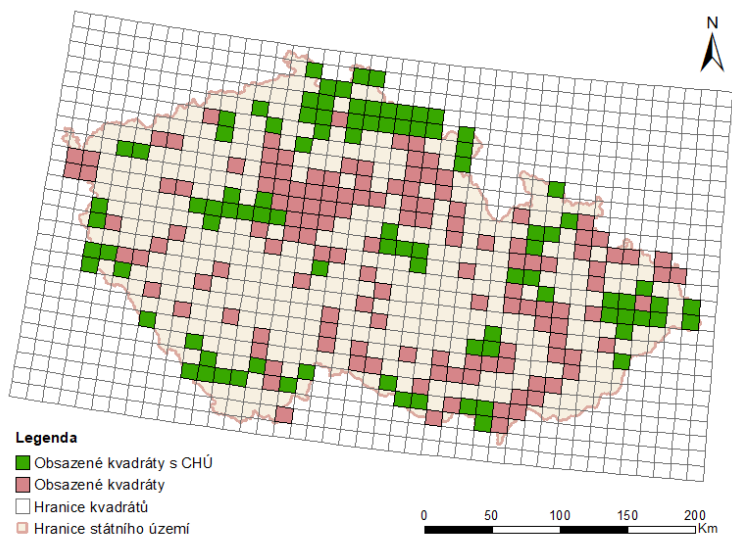 N
Legenda
Obsazené kvadráty s CHÚ
Obsazené kvadráty
Hranice kvadrátů
Hranice státního území
0 50 100 150 200
Km